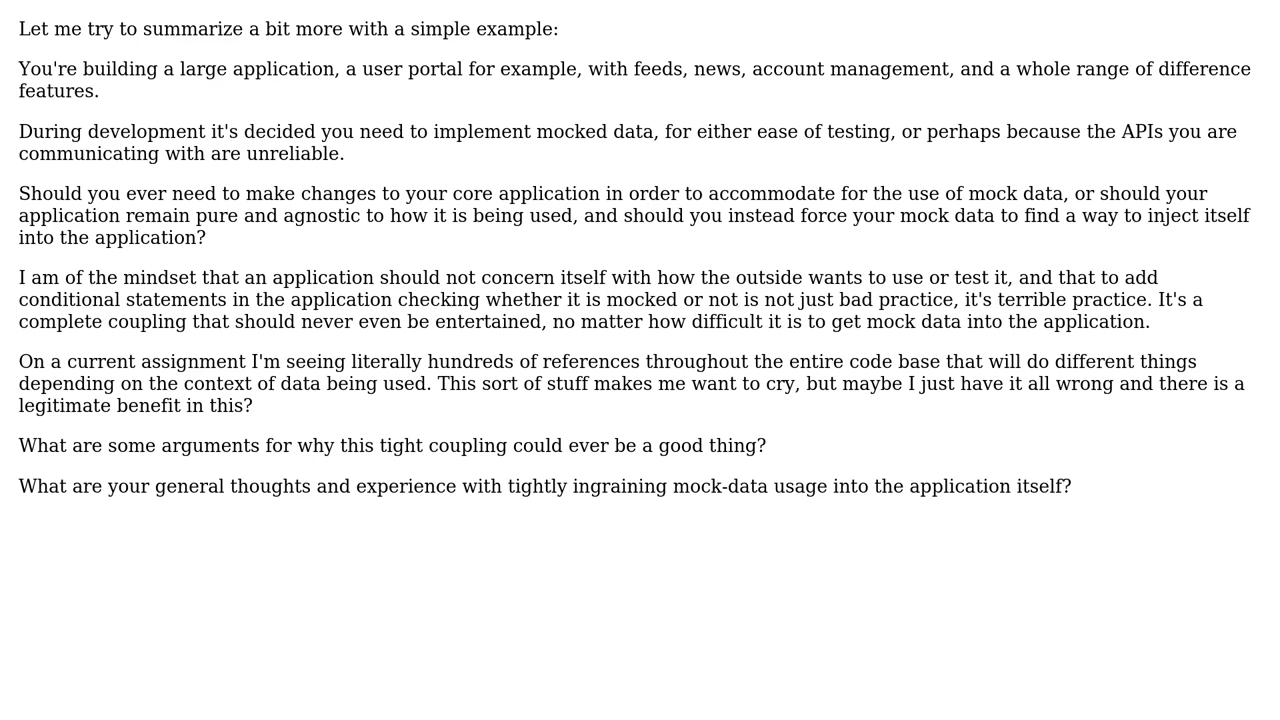 Let me try to summarize a bit more with a simple example:
You're building a large application, a user portal for example, with feeds, news, account management, and a whole range of difference
features.
During development it's decided you need to implement mocked data, for either ease of testing, or perhaps because the APIs you are
communicating with are unreliable.
Should you ever need to make changes to your core application in order to accommodate for the use of mock data, or should your
application remain pure and agnostic to how it is being used, and should you instead force your mock data to find a way to inject itself
into the application?
I am of the mindset that an application should not concern itself with how the outside wants to use or test it, and that to add
conditional statements in the application checking whether it is mocked or not is not just bad practice, it's terrible practice. It's a
complete coupling that should never even be entertained, no matter how difficult it is to get mock data into the application.
On a current assignment I'm seeing literally hundreds of references throughout the entire code base that will do different things
depending on the context of data being used. This sort of stuff makes me want to cry, but maybe I just have it all wrong and there is a
legitimate benefit in this?
What are some arguments for why this tight coupling could ever be a good thing?
What are your general thoughts and experience with tightly ingraining mock-data usage into the application itself?